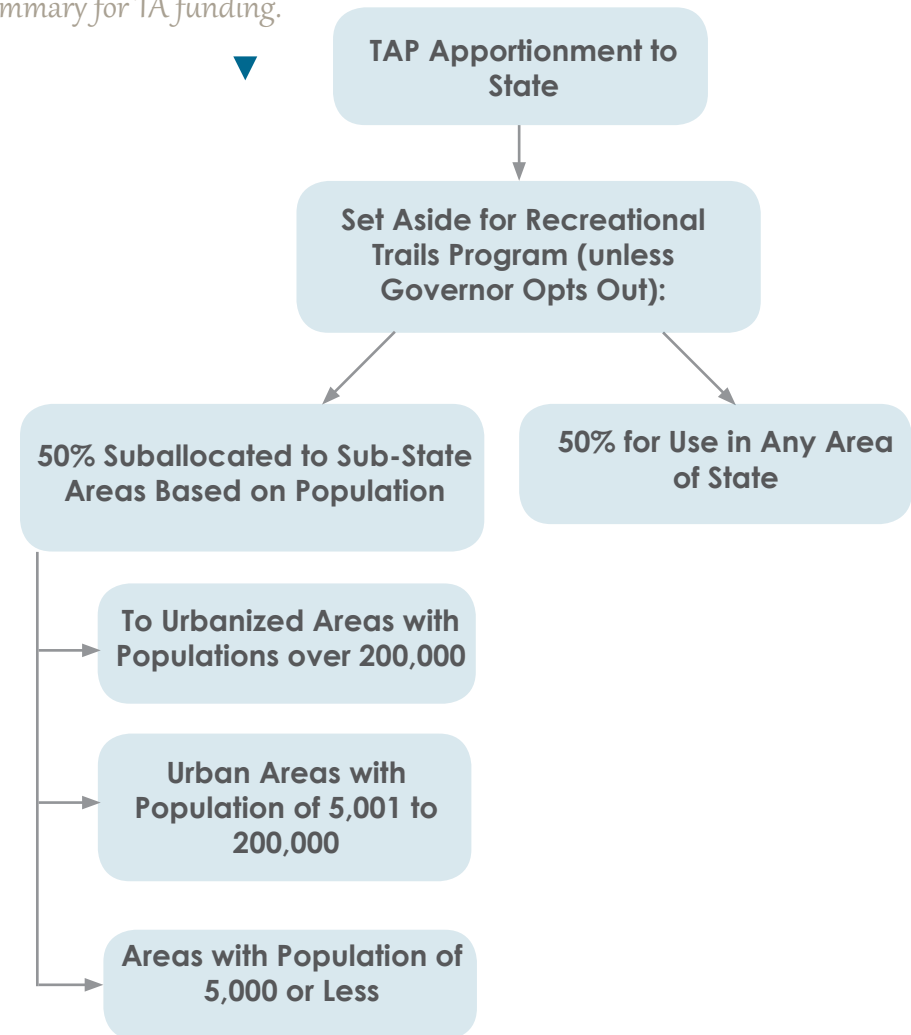 mmary for TA funding.
TAP Apportionment to
State
Set Aside for Recreational
Trails Program (unless
Governor Opts Out):
50% Suballocated to Sub-State
Areas Based on Population
50% for Use in Any Area
of State
To Urbanized Areas with
Populations over 200,000
Urban Areas with
Population of 5,001 to
200,000
Areas with Population of
5,000 or Less